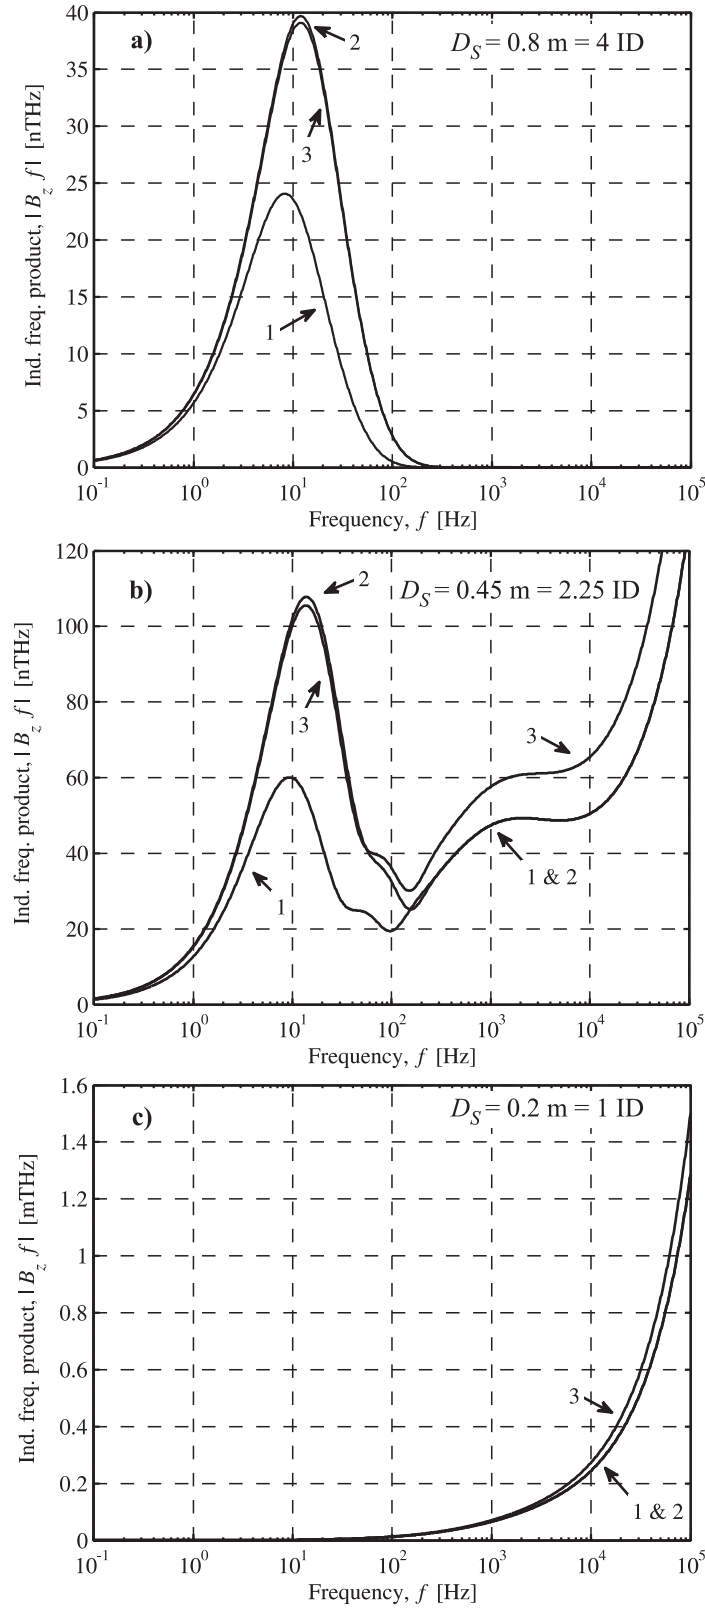 a)
D_S = 0.8 m = 4 ID
Ind. freq. product, |B_z f| [nTHz]
40
35
30
25
20
15
10
5
0
2
3
1
10^-1 10^0 10^1 10^2 10^3 10^4 10^5
Frequency, f [Hz]
b)
D_S = 0.45 m = 2.25 ID
Ind. freq. product, |B_z f| [nTHz]
120
100
80
60
40
20
0
2
3
1
3
1 & 2
10^-1 10^0 10^1 10^2 10^3 10^4 10^5
Frequency, f [Hz]
c)
D_S = 0.2 m = 1 ID
Ind. freq. product, |B_z f| [mTHz]
1.6
1.4
1.2
1
0.8
0.6
0.4
0.2
0
3
1 & 2
10^-1 10^0 10^1 10^2 10^3 10^4 10^5
Frequency, f [Hz]